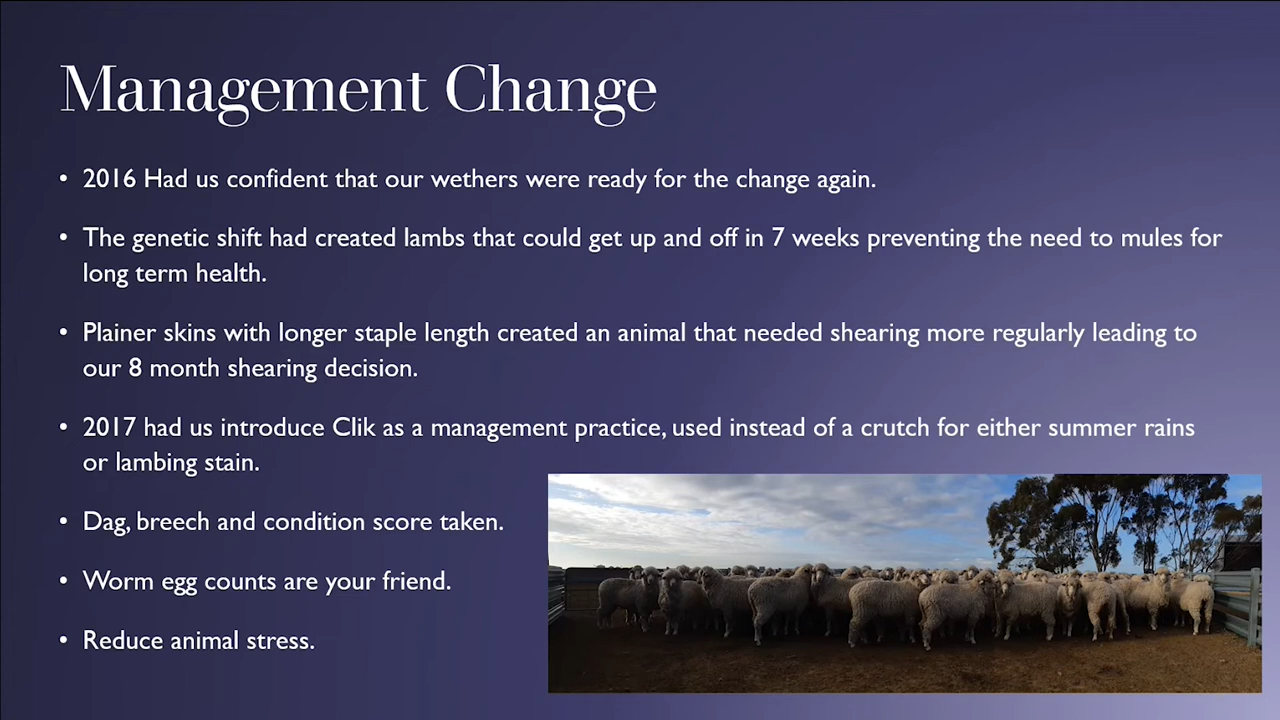 Management Change
• 2016 Had us confident that our wethers were ready for the change again.
• The genetic shift had created lambs that could get up and off in 7 weeks preventing the need to mules for
long term health.
• Plainer skins with longer staple length created an animal that needed shearing more regularly leading to
our 8 month shearing decision.
• 2017 had us introduce Clik as a management practice, used instead of a crutch for either summer rains
or lambing stain.
• Dag, breech and condition score taken.
• Worm egg counts are your friend.
• Reduce animal stress.